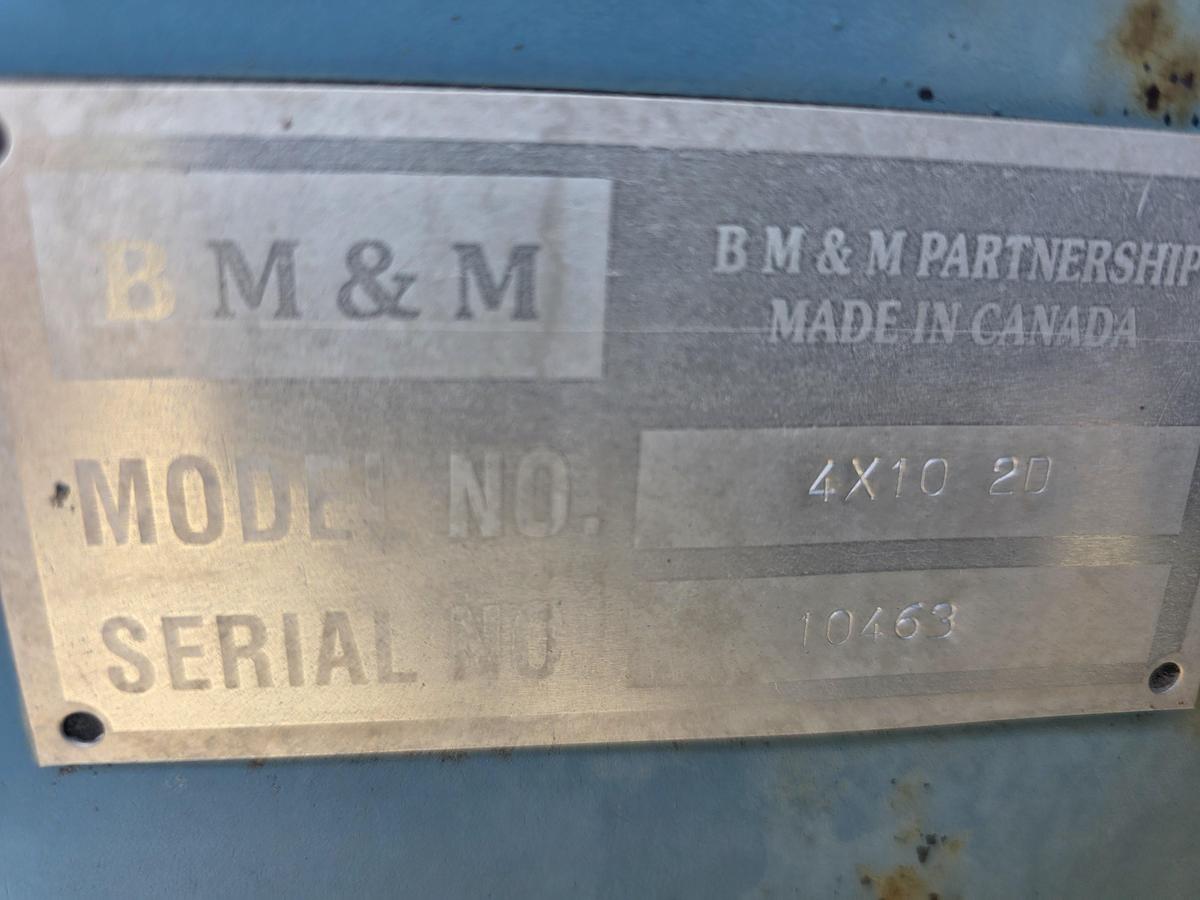 B M & M
B M & M PARTNERSHIP
MADE IN CANADA
MODEL NO. 4X10 2D
SERIAL NO 10463